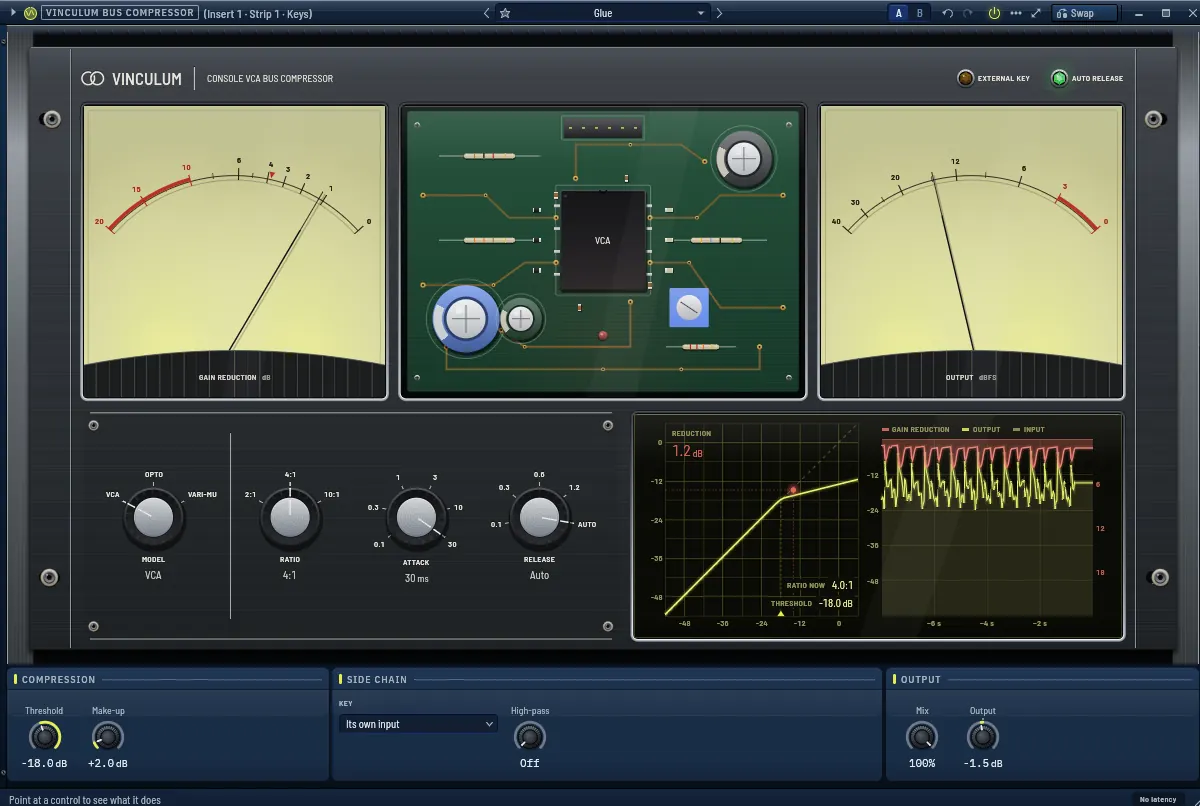 VINCULUM BUS COMPRESSOR (Insert 1 · Strip 1 · Keys) Glue A B Swap
VINCULUM CONSOLE VCA BUS COMPRESSOR EXTERNAL KEY AUTO RELEASE
20 15 10 6 4 3 2 1 0
GAIN REDUCTION dB
VCA
40 30 20 12 6 3 0
OUTPUT dBFS
VCA OPTO VARI-MU
MODEL
VCA
2:1 4:1 10:1
RATIO
4:1
0.1 0.3 1 3 10 30
ATTACK
30 ms
0.1 0.3 0.6 1.2 AUTO
RELEASE
Auto
REDUCTION
1.2 dB
0
-12
-24
-36
-48
RATIO NOW 4.0:1
THRESHOLD -18.0 dB
-48 -36 -24 -12 0
GAIN REDUCTION OUTPUT INPUT
-12
-24
-36
-48
6
12
18
-6 s -4 s -2 s
COMPRESSION
Threshold Make-up
-18.0 dB +2.0 dB
SIDE CHAIN
KEY
Its own input
High-pass
Off
OUTPUT
Mix Output
100% -1.5 dB
Point at a control to see what it does
No latency